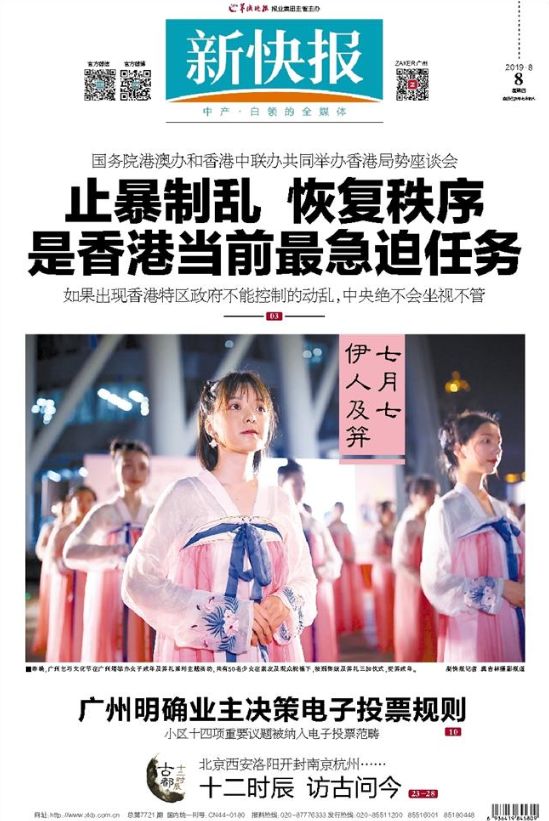 羊城晚报 报业集团主管主办
官方微信
官方微博
新快报
中产·白领的全媒体
ZAKER广州
2019·8
8
星期四
国务院港澳办和香港中联办共同举办香港局势座谈会
止暴制乱 恢复秩序
是香港当前最急迫任务
如果出现香港特区政府不能控制的动乱,中央绝不会坐视不管
03
七月七
伊人及笄
广州明确业主决策电子投票规则
小区十四项重要议题被纳入电子投票范畴
10
古都
十二时辰
北京西安洛阳开封南京杭州……
十二时辰 访古问今
23-28
网址:http://www.xkb.com.cn 总第7721期 国内统一刊号:CN44-0180 报料热线:020-87776333 发行热线:020-85511200 85516001 85180448
6936419841809